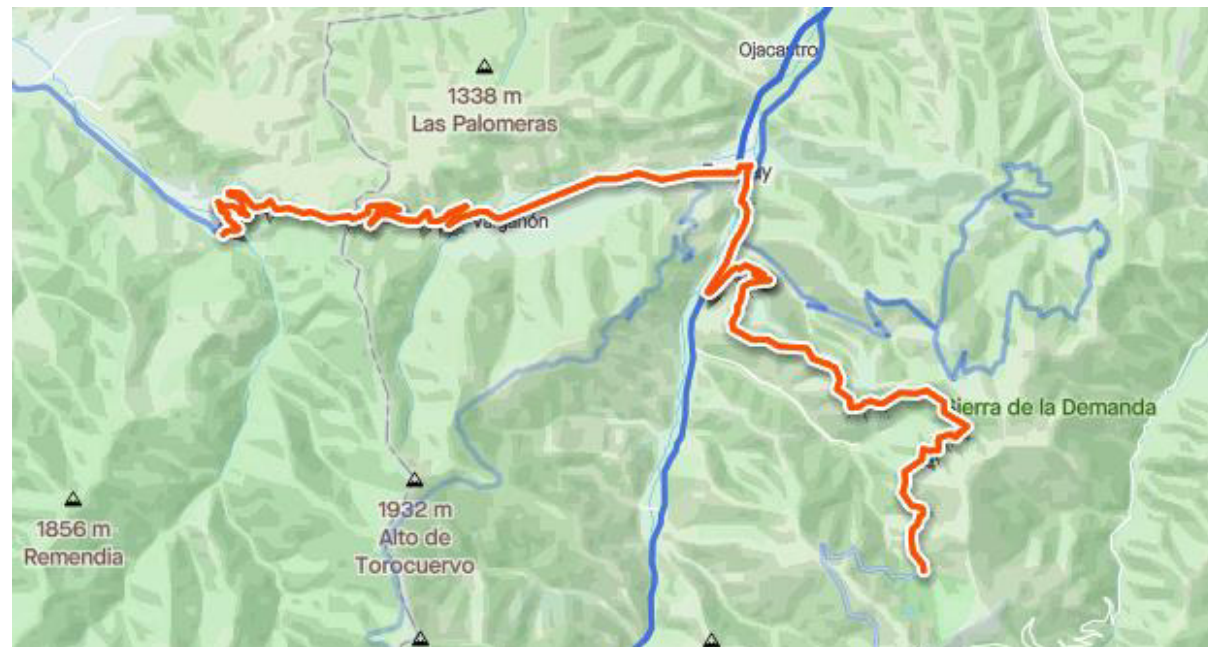 Ojacastro
1338 m
Las Palomeras
Sierra de la Demanda
1932 m
Alto de
Torocuervo
1856 m
Remendia